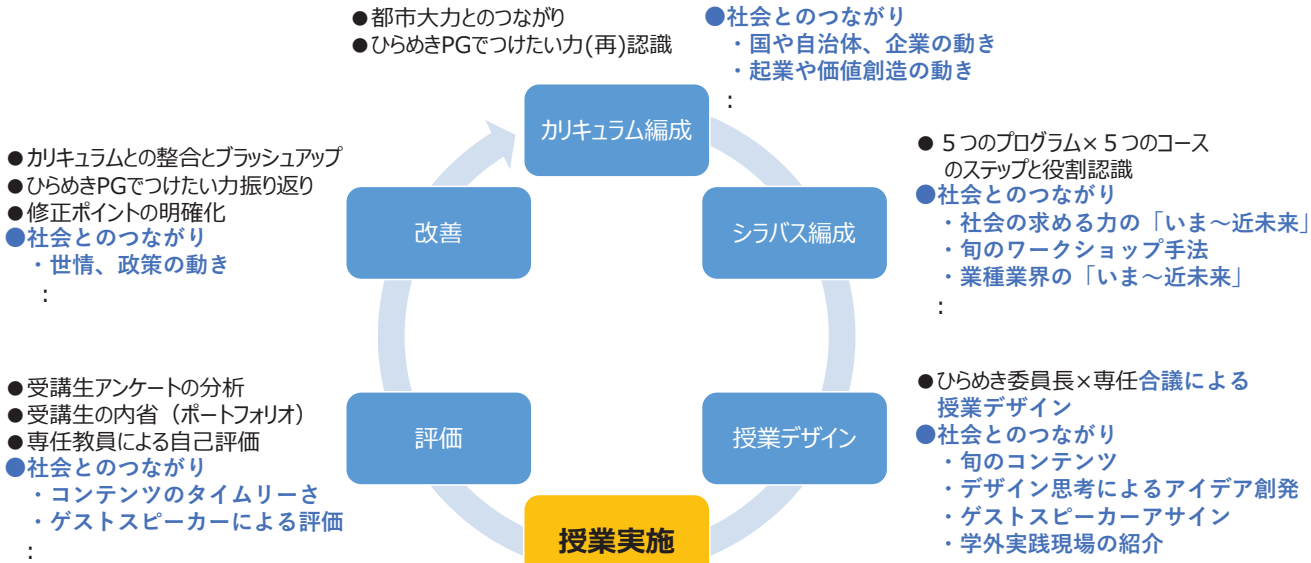 ●都市大力とのつながり
●ひらめきPGでつけたい力(再)認識
●社会とのつながり
・国や自治体、企業の動き
・起業や価値創造の動き
:
カリキュラム編成
●５つのプログラム×５つのコース
のステップと役割認識
●社会とのつながり
・社会の求める力の「いま～近未来」
・旬のワークショップ手法
・業種業界の「いま～近未来」
:
シラバス編成
●ひらめき委員長×専任合議による
授業デザイン
●社会とのつながり
・旬のコンテンツ
・デザイン思考によるアイデア創発
・ゲストスピーカーアサイン
・学外実践現場の紹介
授業デザイン
授業実施
●受講生アンケートの分析
●受講生の内省（ポートフォリオ）
●専任教員による自己評価
●社会とのつながり
・コンテンツのタイムリーさ
・ゲストスピーカーによる評価
:
評価
●カリキュラムとの整合とブラッシュアップ
●ひらめきPGでつけたい力振り返り
●修正ポイントの明確化
●社会とのつながり
・世情、政策の動き
:
改善